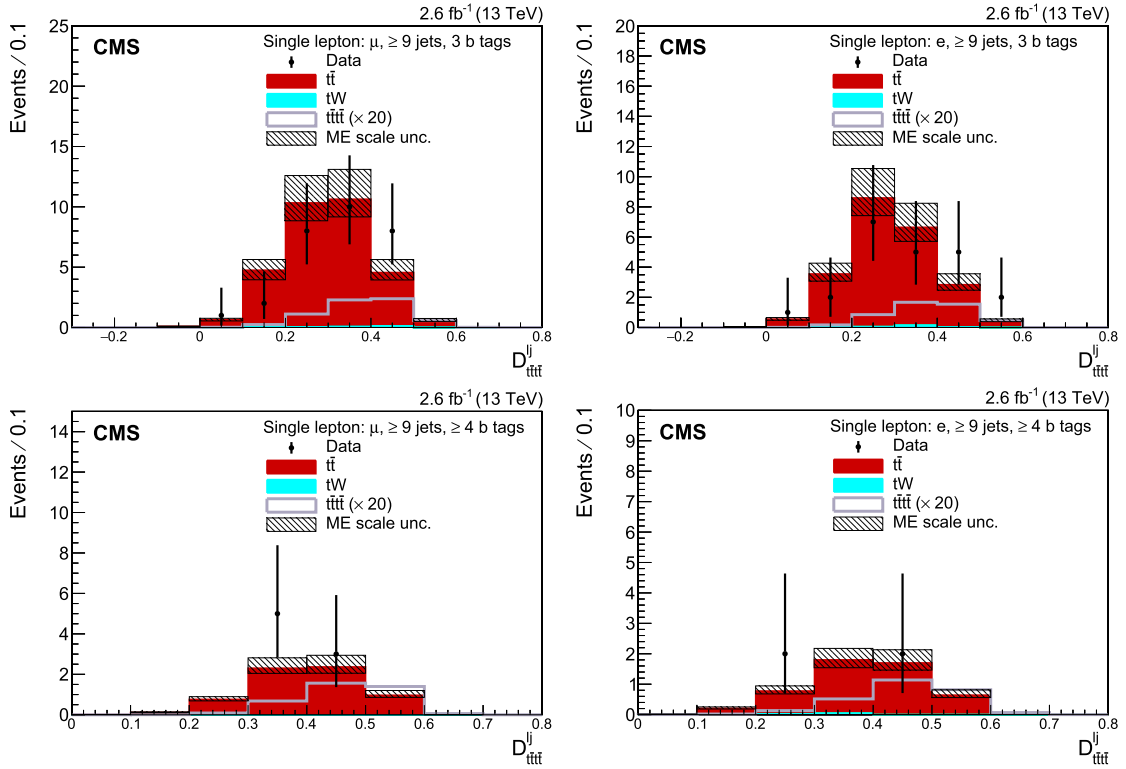 2.6 fb⁻¹ (13 TeV)
CMS
Single lepton: μ, ≥ 9 jets, 3 b tags
Data
tt̄
tW
tt̄tt̄ (× 20)
ME scale unc.
Events / 0.1
25
20
15
10
5
0
−0.2 0 0.2 0.4 0.6 0.8
D^{lj}_{tt̄tt̄}
2.6 fb⁻¹ (13 TeV)
CMS
Single lepton: e, ≥ 9 jets, 3 b tags
Data
tt̄
tW
tt̄tt̄ (× 20)
ME scale unc.
Events / 0.1
20
18
16
14
12
10
8
6
4
2
0
−0.2 0 0.2 0.4 0.6 0.8
D^{lj}_{tt̄tt̄}
2.6 fb⁻¹ (13 TeV)
CMS
Single lepton: μ, ≥ 9 jets, ≥ 4 b tags
Data
tt̄
tW
tt̄tt̄ (× 20)
ME scale unc.
Events / 0.1
14
12
10
8
6
4
2
0
0 0.1 0.2 0.3 0.4 0.5 0.6 0.7 0.8
D^{lj}_{tt̄tt̄}
2.6 fb⁻¹ (13 TeV)
CMS
Single lepton: e, ≥ 9 jets, ≥ 4 b tags
Data
tt̄
tW
tt̄tt̄ (× 20)
ME scale unc.
Events / 0.1
10
9
8
7
6
5
4
3
2
1
0
0 0.1 0.2 0.3 0.4 0.5 0.6 0.7 0.8
D^{lj}_{tt̄tt̄}